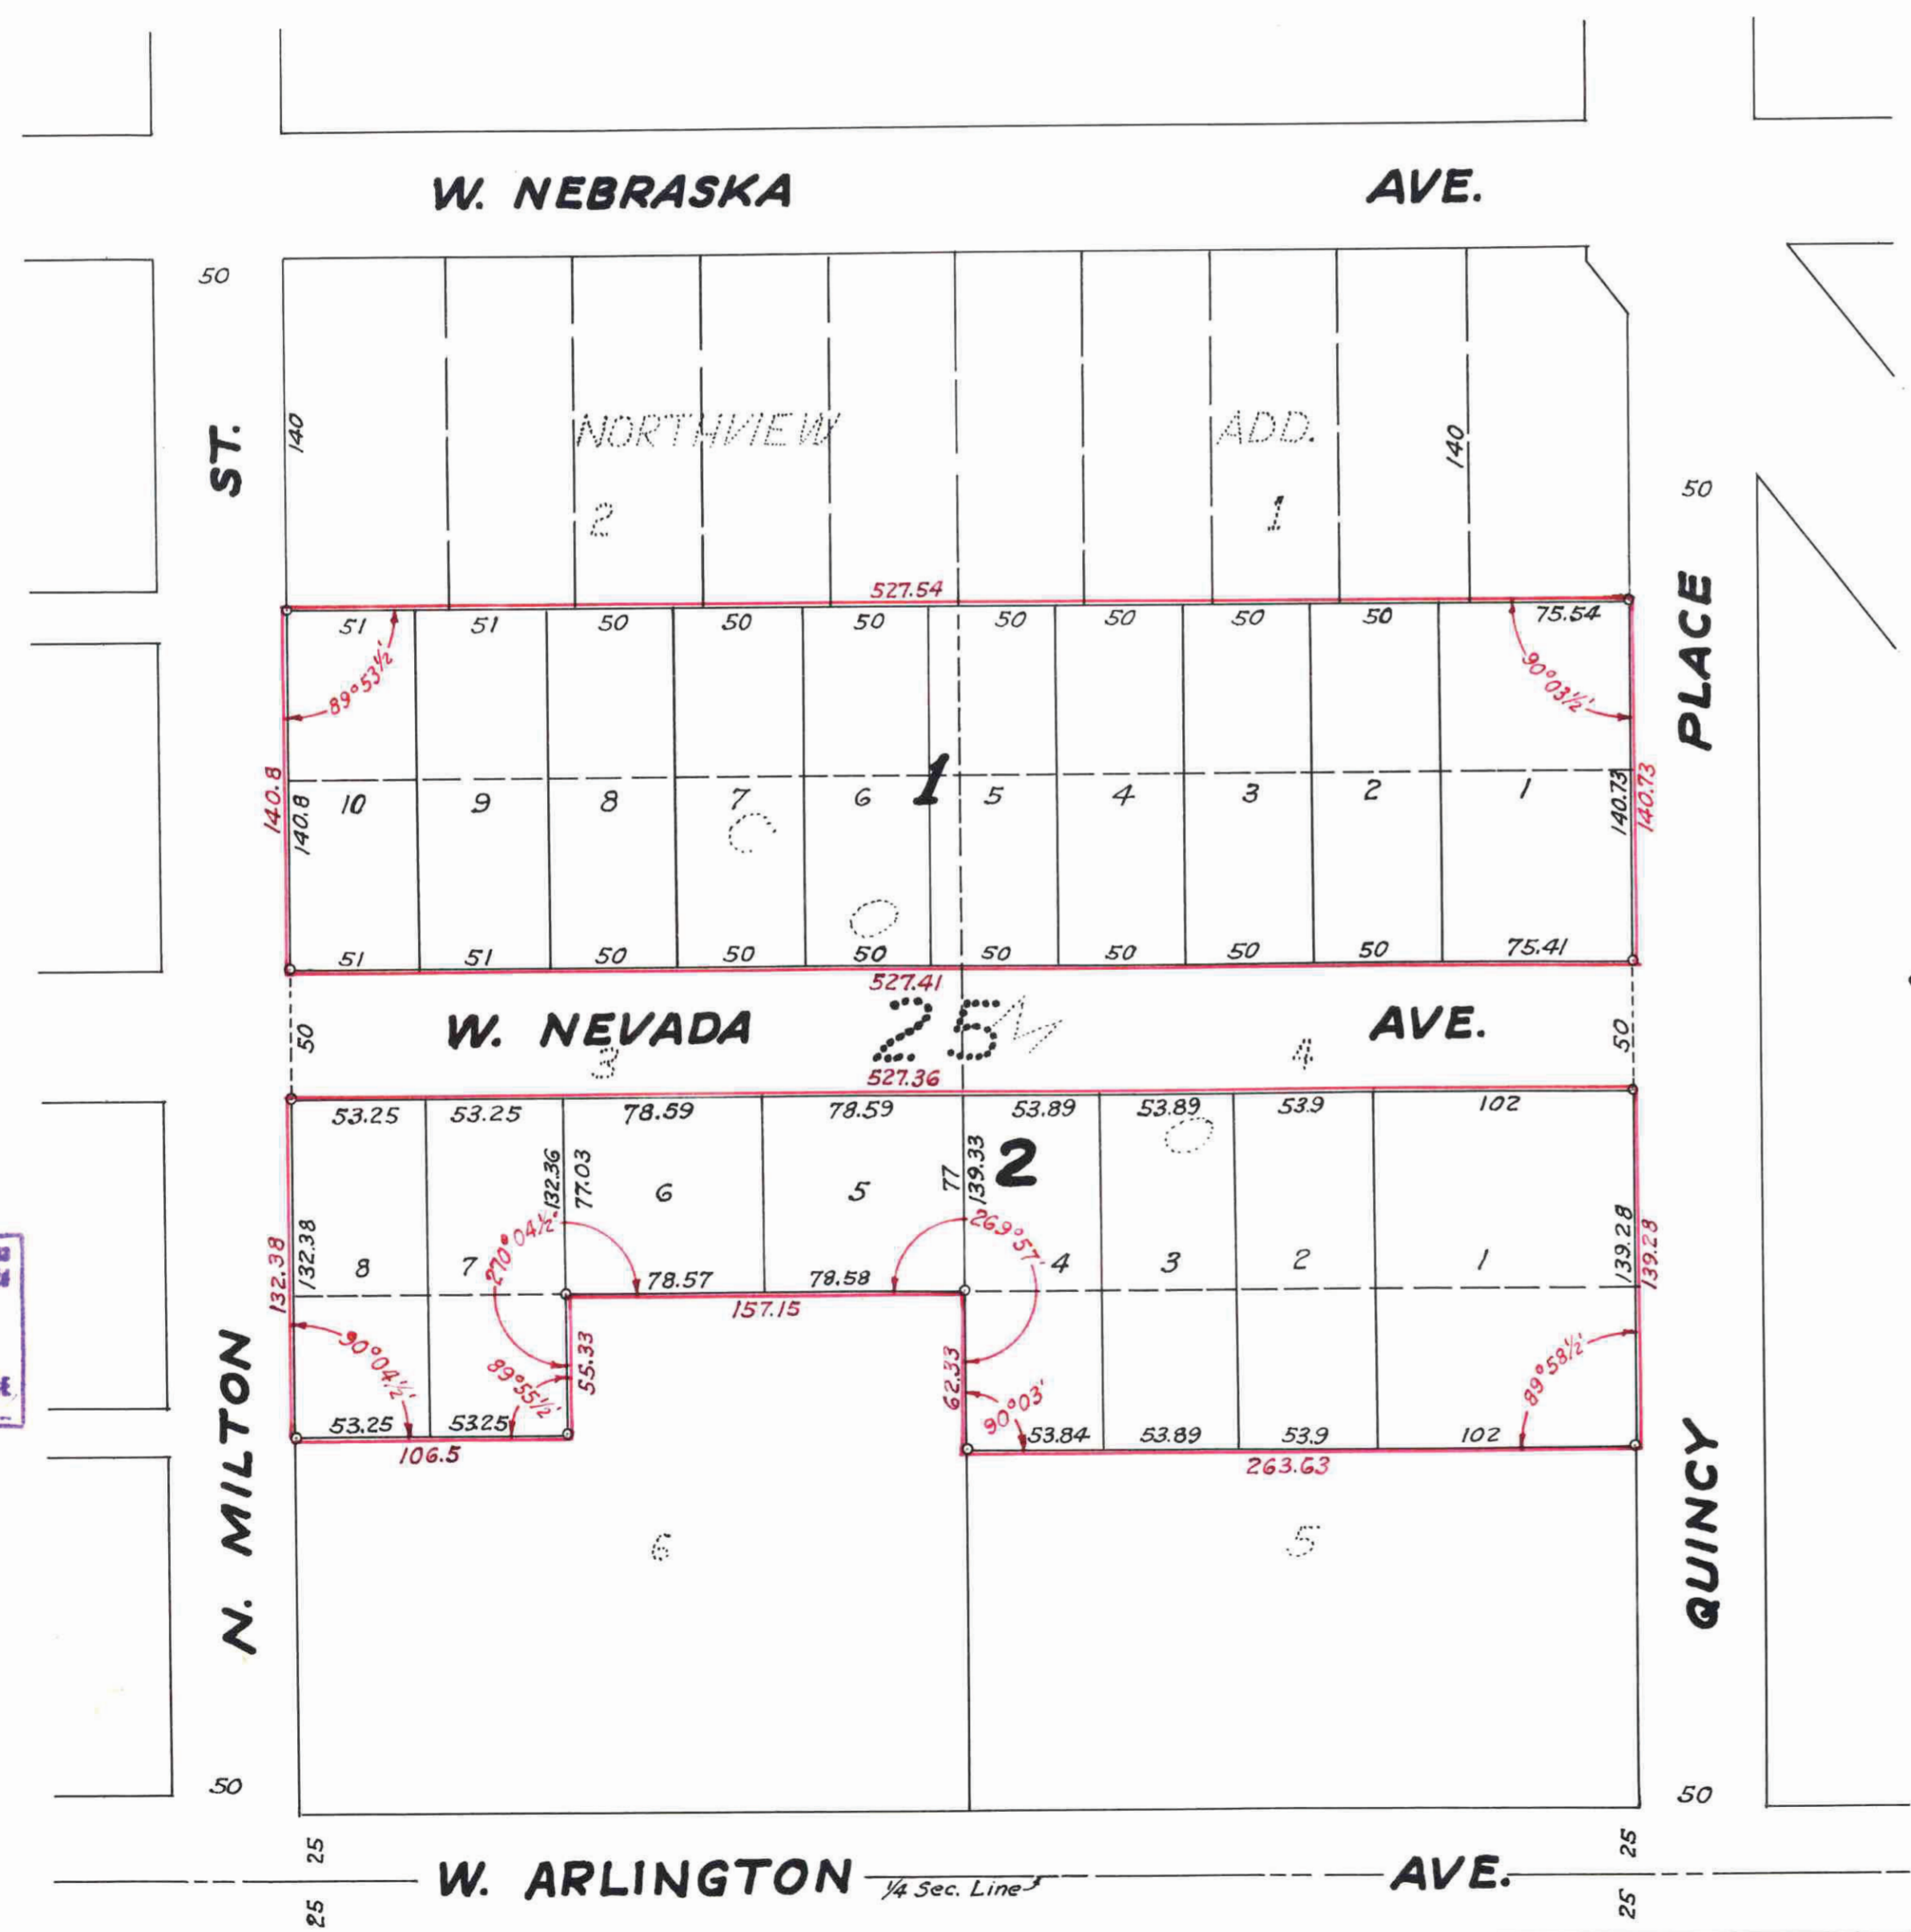 W. NEBRASKA AVE.
50
ST.
140
NORTHVIEW ADD.
140
50
2
1
527.54
51 51 50 50 50 50 50 50 50 75.54
89°53½'
90°03½'
PLACE
1
140.8
140.8
10 9 8 7 6 5 4 3 2 1
140.73
140.73
C
O
51 51 50 50 50 50 50 50 50 75.41
527.41
50
W. NEVADA AVE.
25
M
50
3
4
527.36
53.25 53.25 78.59 78.59 53.89 53.89 53.9 102
O
132.36
77.03
77
139.33
2
6 5
270°04½'
269°57'
132.38
132.38
8 7 4 3 2 1
139.28
139.28
78.57 78.58
157.15
90°04½'
89°55½'
55.33
62.33
90°03'
89°58½'
53.25 53.25 53.84 53.89 53.9 102
106.5
263.63
N. MILTON
QUINCY
6
5
50
50
25
25
W. ARLINGTON AVE.
¼ Sec. Line
25
25